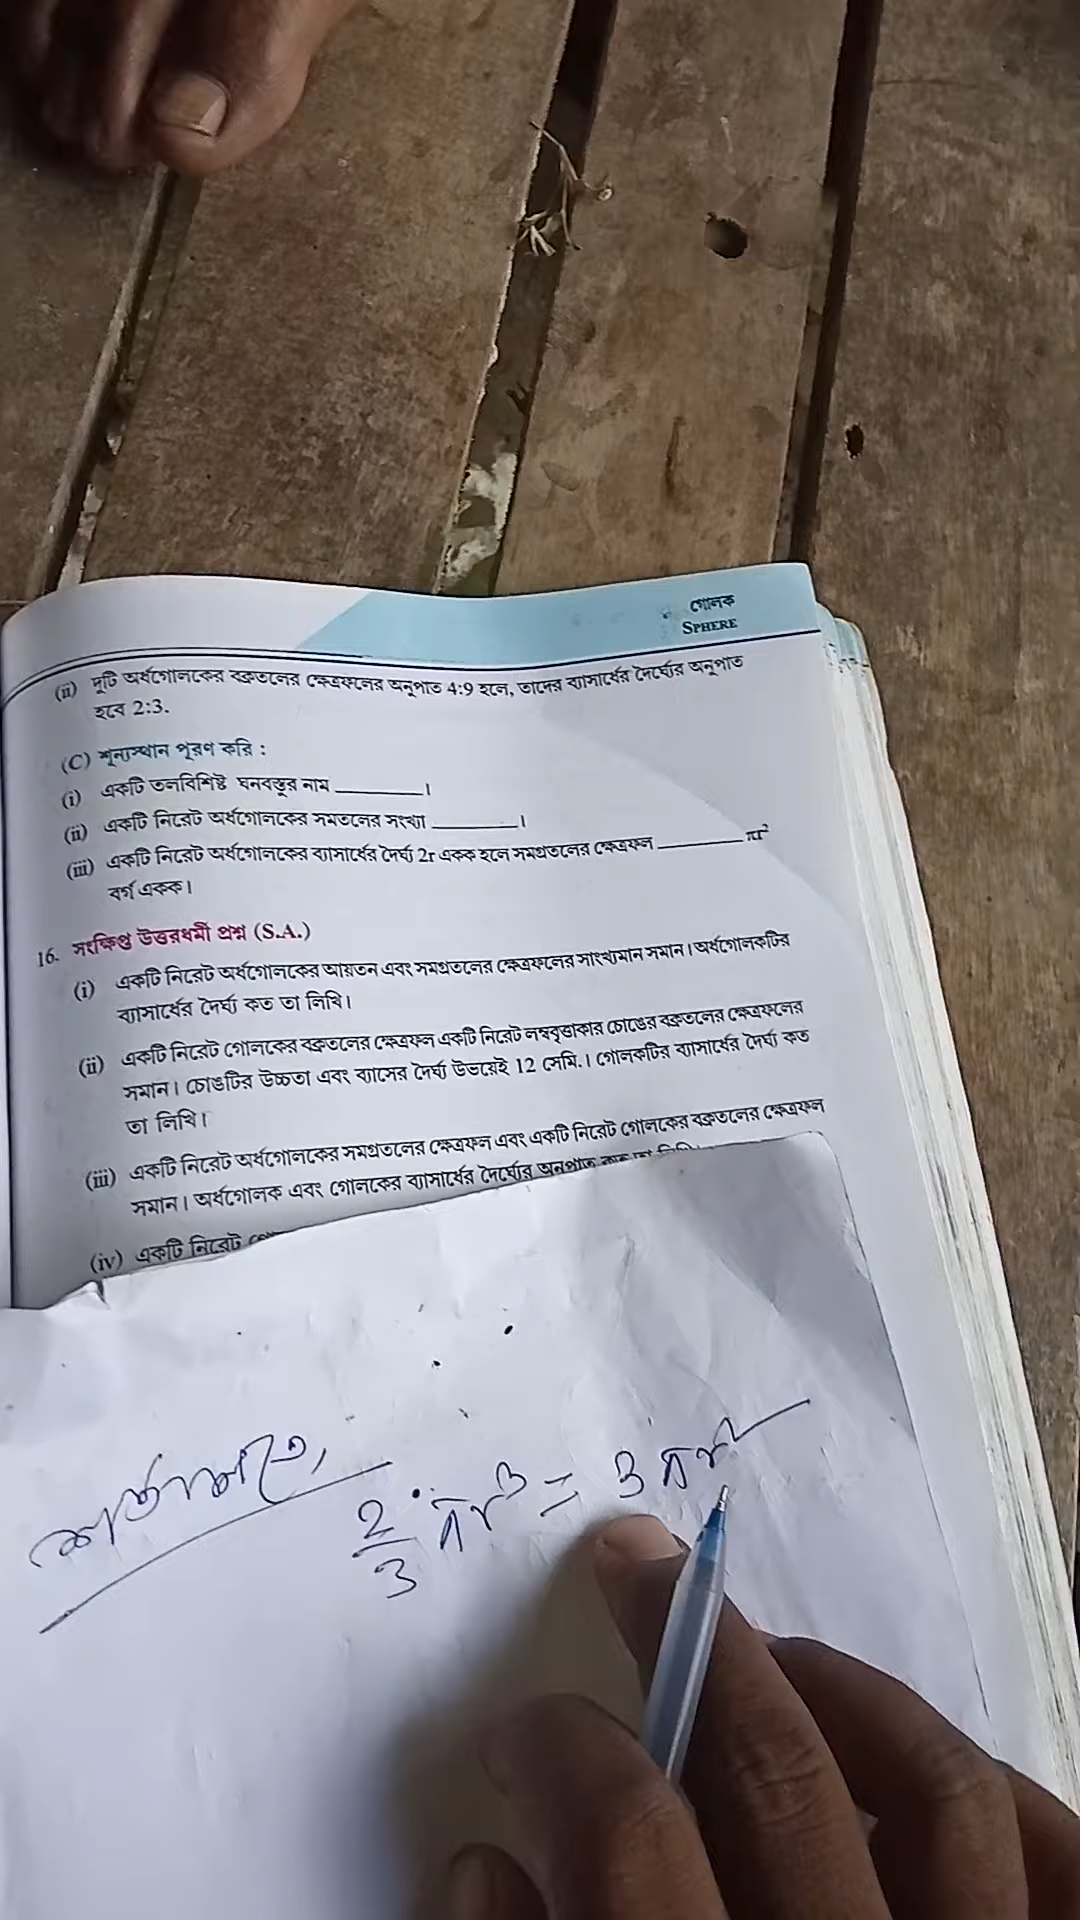 গোলক
SPHERE
(ii) দুটি অর্ধগোলকের বক্রতলের ক্ষেত্রফলের অনুপাত 4:9 হলে, তাদের ব্যাসার্ধের দৈর্ঘ্যের অনুপাত
হবে 2:3.
(C) শূন্যস্থান পূরণ করি :
(i) একটি তলবিশিষ্ট ঘনবস্তুর নাম ________।
(ii) একটি নিরেট অর্ধগোলকের সমতলের সংখ্যা ________।
(iii) একটি নিরেট অর্ধগোলকের ব্যাসার্ধের দৈর্ঘ্য 2r একক হলে সমগ্রতলের ক্ষেত্রফল ________ πr²
বর্গ একক।
16. সংক্ষিপ্ত উত্তরধর্মী প্রশ্ন (S.A.)
(i) একটি নিরেট অর্ধগোলকের আয়তন এবং সমগ্রতলের ক্ষেত্রফলের সাংখ্যমান সমান। অর্ধগোলকটির
ব্যাসার্ধের দৈর্ঘ্য কত তা লিখি।
(ii) একটি নিরেট গোলকের বক্রতলের ক্ষেত্রফল একটি নিরেট লম্ববৃত্তাকার চোঙের বক্রতলের ক্ষেত্রফলের
সমান। চোঙটির উচ্চতা এবং ব্যাসের দৈর্ঘ্য উভয়েই 12 সেমি.। গোলকটির ব্যাসার্ধের দৈর্ঘ্য কত
তা লিখি।
(iii) একটি নিরেট অর্ধগোলকের সমগ্রতলের ক্ষেত্রফল এবং একটি নিরেট গোলকের বক্রতলের ক্ষেত্রফল
সমান। অর্ধগোলক এবং গোলকের ব্যাসার্ধের দৈর্ঘ্যের অনুপাত কত তা লিখি।
(iv) একটি নিরেট
শর্তানুসারে,
2/3 πr³ = 3πr²